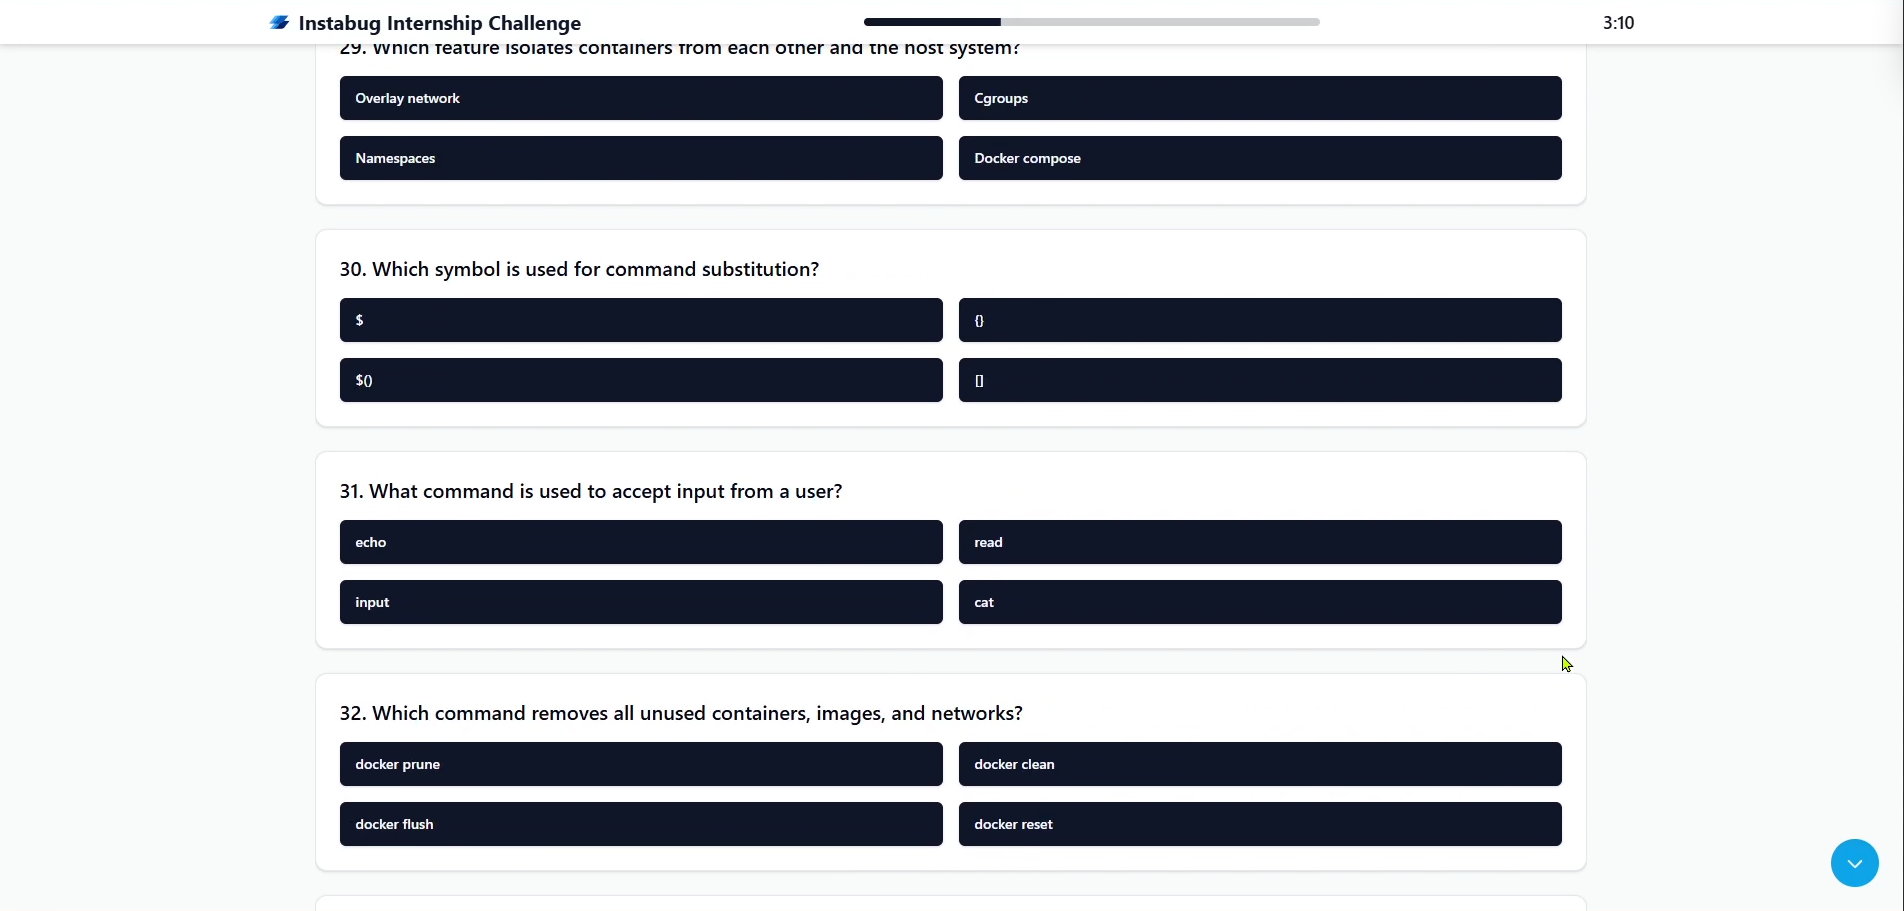 Instabug Internship Challenge
3:10
29. Which feature isolates containers from each other and the host system?
Overlay network
Cgroups
Namespaces
Docker compose
30. Which symbol is used for command substitution?
$
{}
$()
[]
31. What command is used to accept input from a user?
echo
read
input
cat
32. Which command removes all unused containers, images, and networks?
docker prune
docker clean
docker flush
docker reset